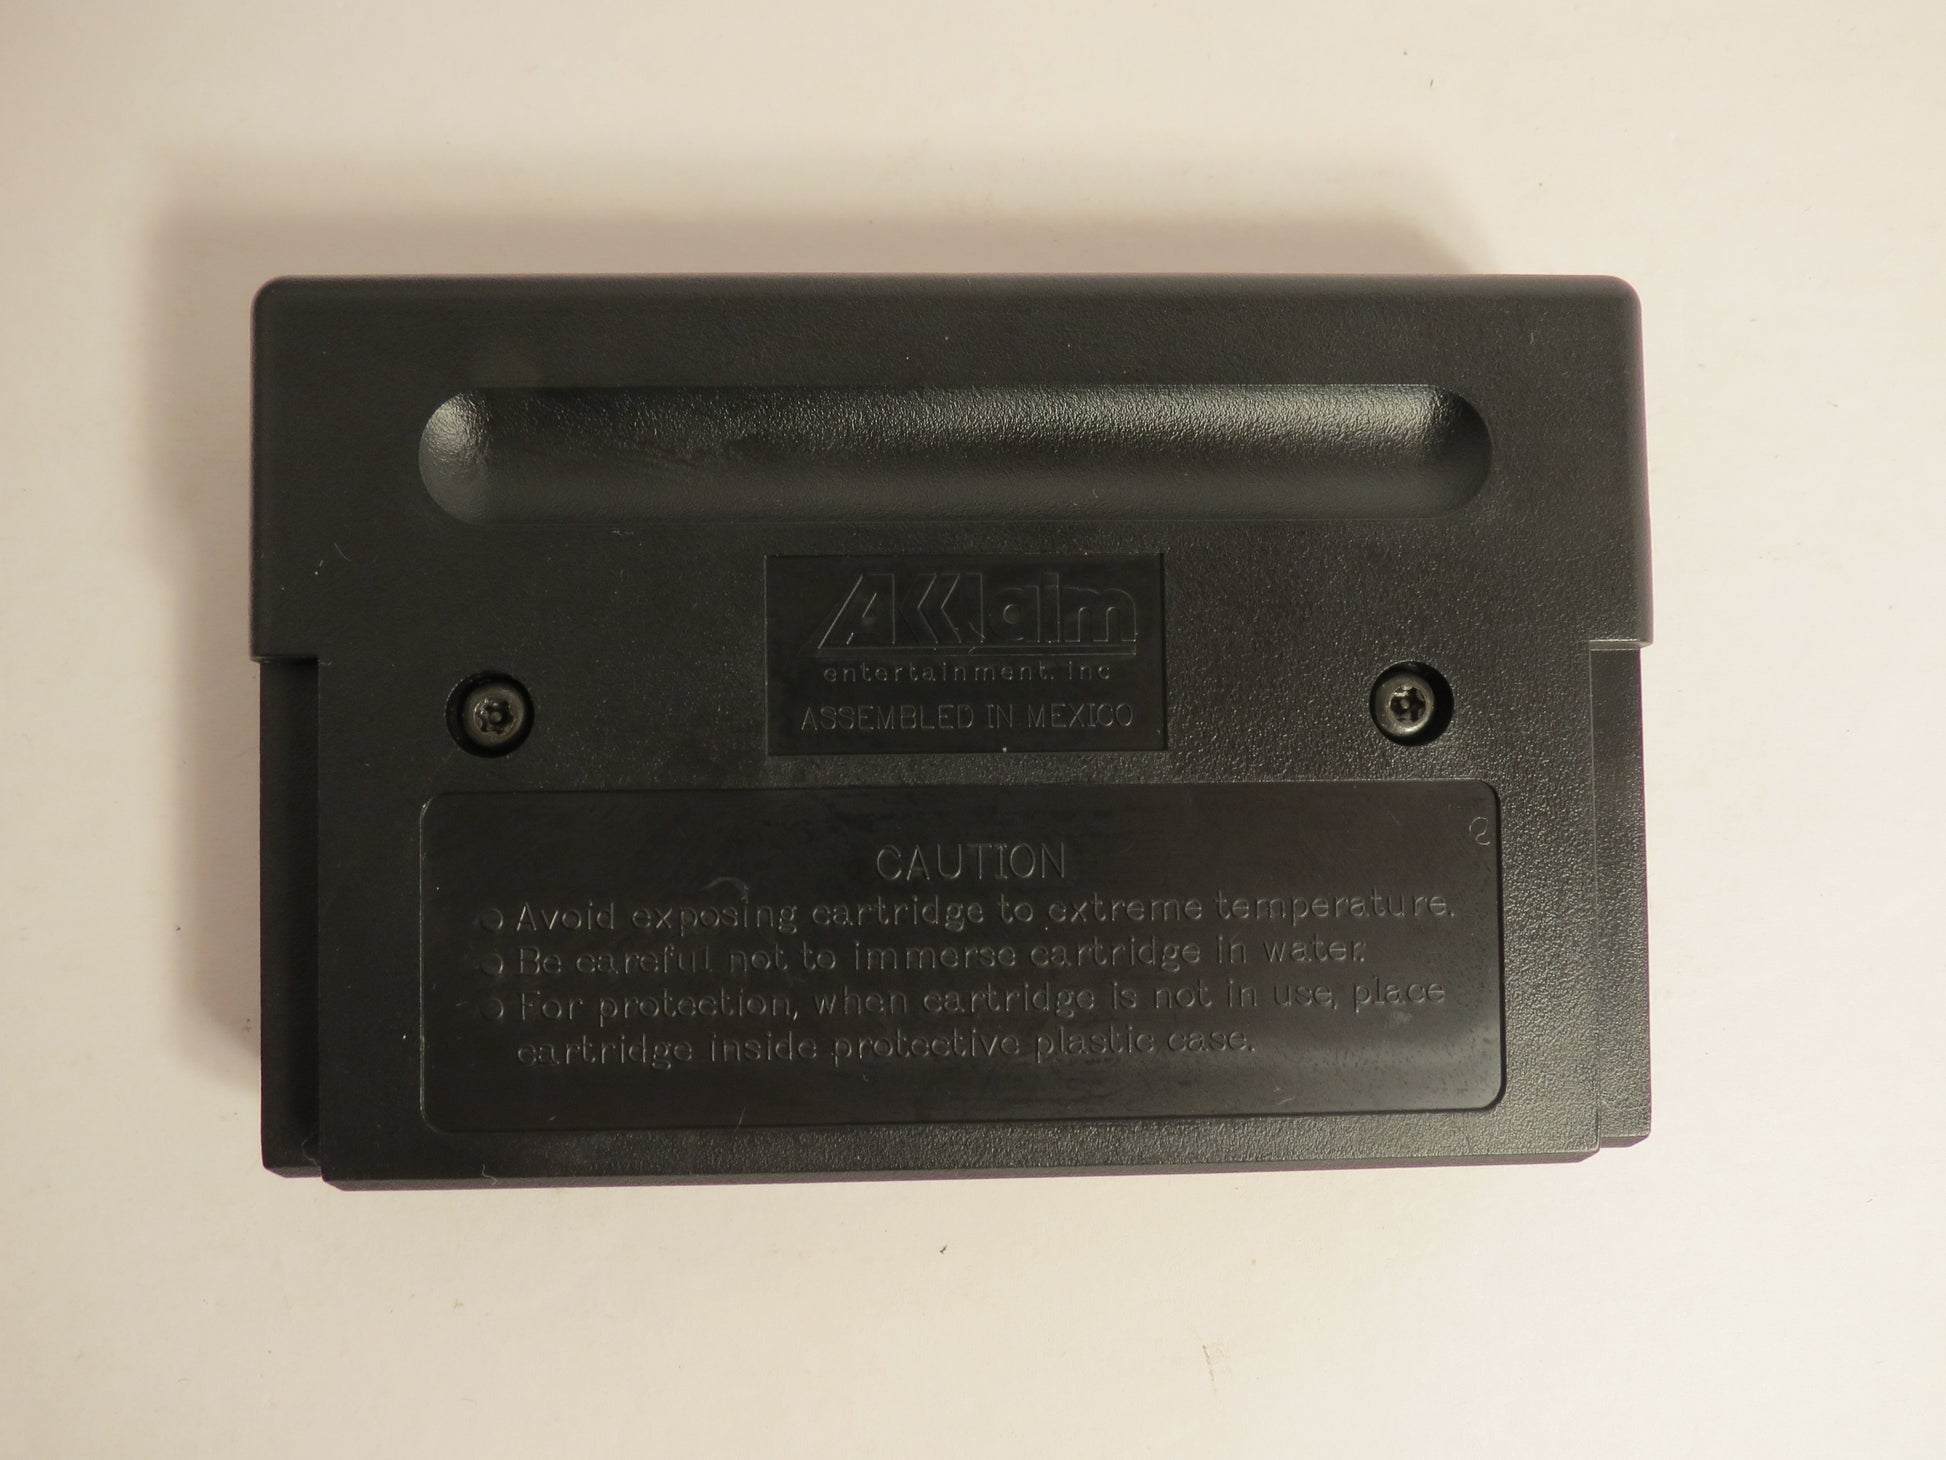 AKKlaim
entertainment. inc
ASSEMBLED IN MEXICO
CAUTION
Avoid exposing cartridge to extreme temperature.
Be careful not to immerse cartridge in water.
For protection, when cartridge is not in use, place
cartridge inside protective plastic case.